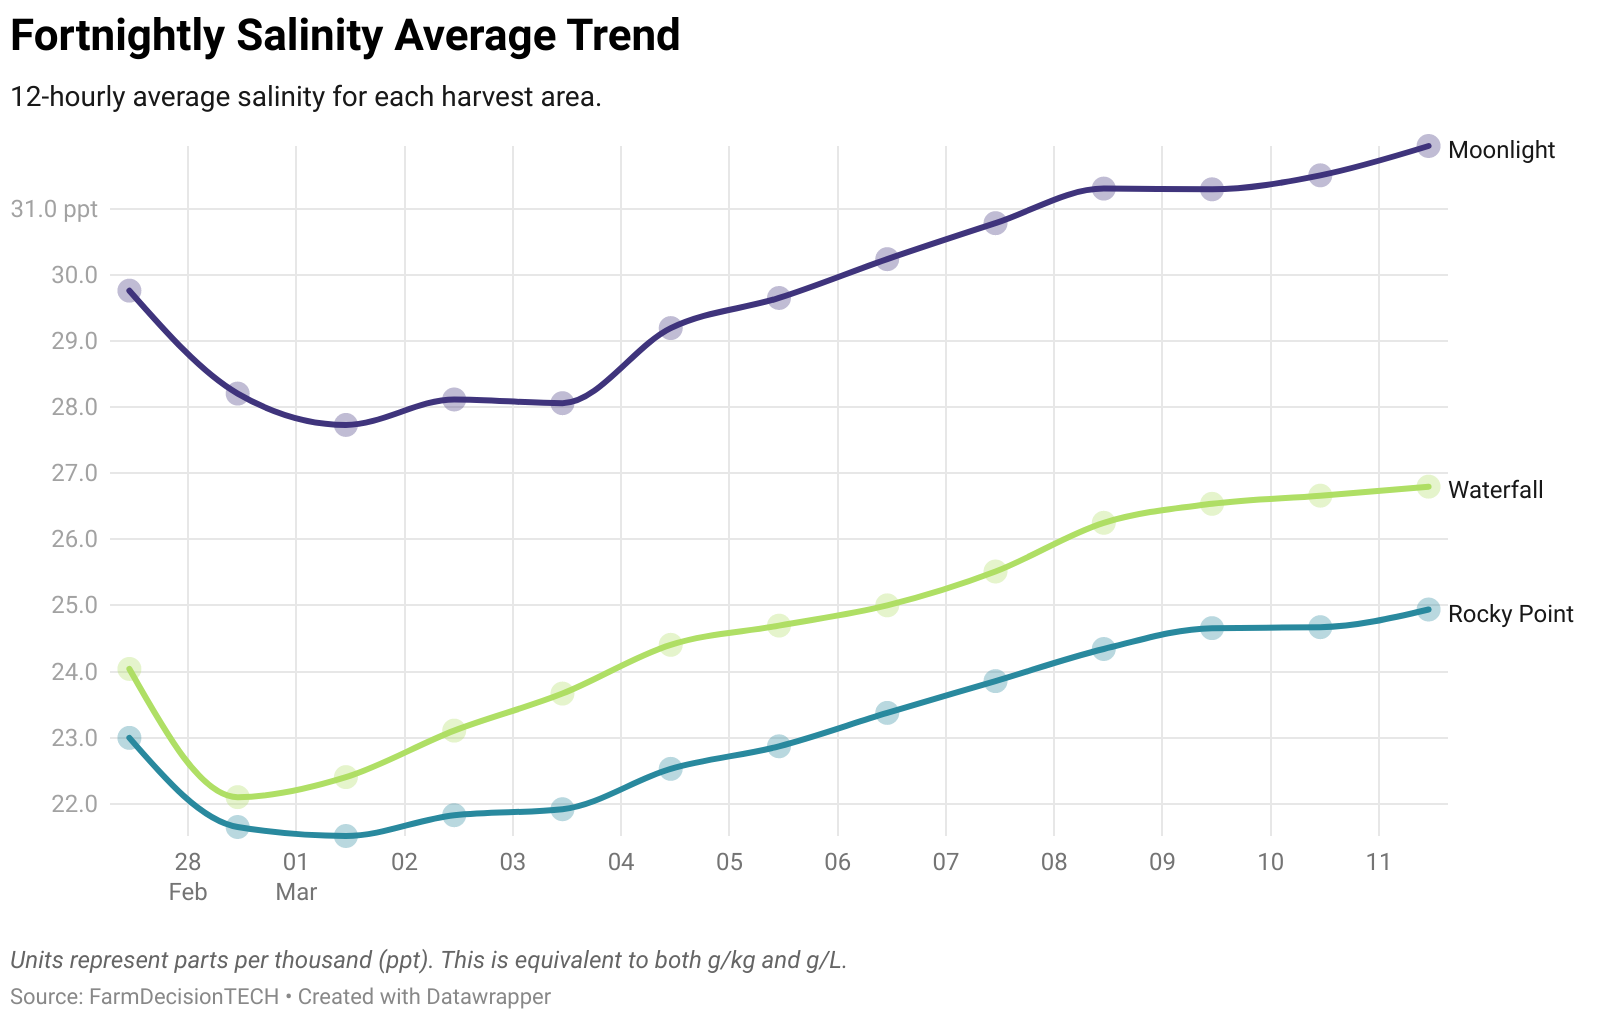 Fortnightly Salinity Average Trend
12-hourly average salinity for each harvest area.
Moonlight
31.0 ppt
30.0
29.0
28.0
27.0
Waterfall
26.0
25.0
Rocky Point
24.0
23.0
22.0
28 01 02 03 04 05 06 07 08 09 10 11
Feb Mar
Units represent parts per thousand (ppt). This is equivalent to both g/kg and g/L.
Source: FarmDecisionTECH • Created with Datawrapper